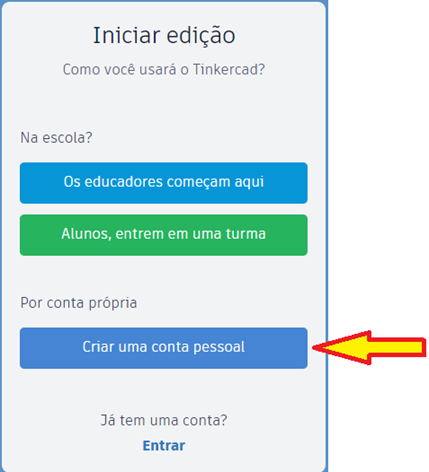 Iniciar edição
Como você usará o Tinkercad?
Na escola?
Os educadores começam aqui
Alunos, entrem em uma turma
Por conta própria
Criar uma conta pessoal
Já tem uma conta?
Entrar